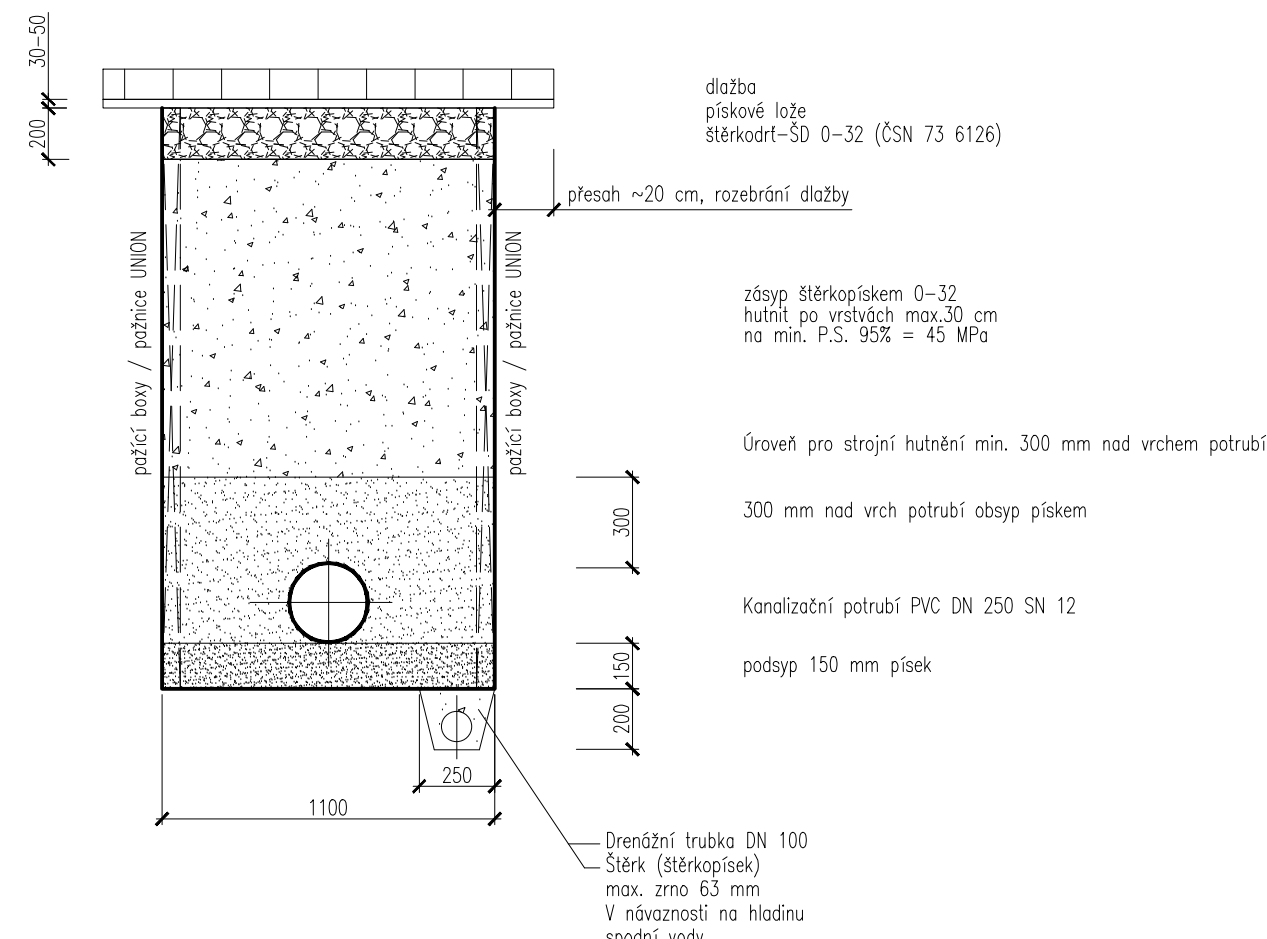 30-50
200
dlažba
pískové lože
štěrkodrť-ŠD 0-32 (ČSN 73 6126)
přesah ~20 cm, rozebrání dlažby
pažící boxy / pažnice UNION
pažící boxy / pažnice UNION
zásyp štěrkopískem 0-32
hutnit po vrstvách max.30 cm
na min. P.S. 95% = 45 MPa
Úroveň pro strojní hutnění min. 300 mm nad vrchem potrubí
300
300 mm nad vrch potrubí obsyp pískem
Kanalizační potrubí PVC DN 250 SN 12
150
podsyp 150 mm písek
200
250
1100
Drenážní trubka DN 100
Štěrk (štěrkopísek)
max. zrno 63 mm
V návaznosti na hladinu
spodní vody